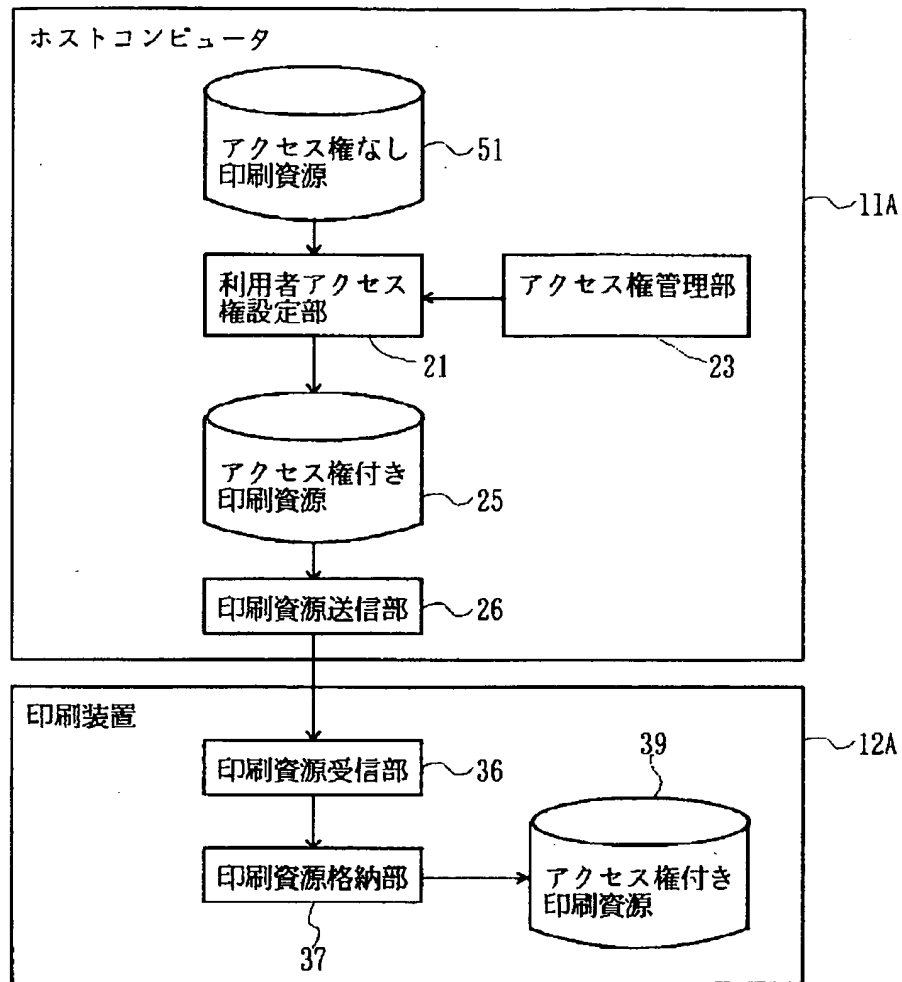 ホストコンピュータ
アクセス権なし
印刷資源
51
11A
利用者アクセス
権設定部
アクセス権管理部
21
23
アクセス権付き
印刷資源
25
印刷資源送信部
26
印刷装置
12A
印刷資源受信部
36
39
印刷資源格納部
アクセス権付き
印刷資源
37